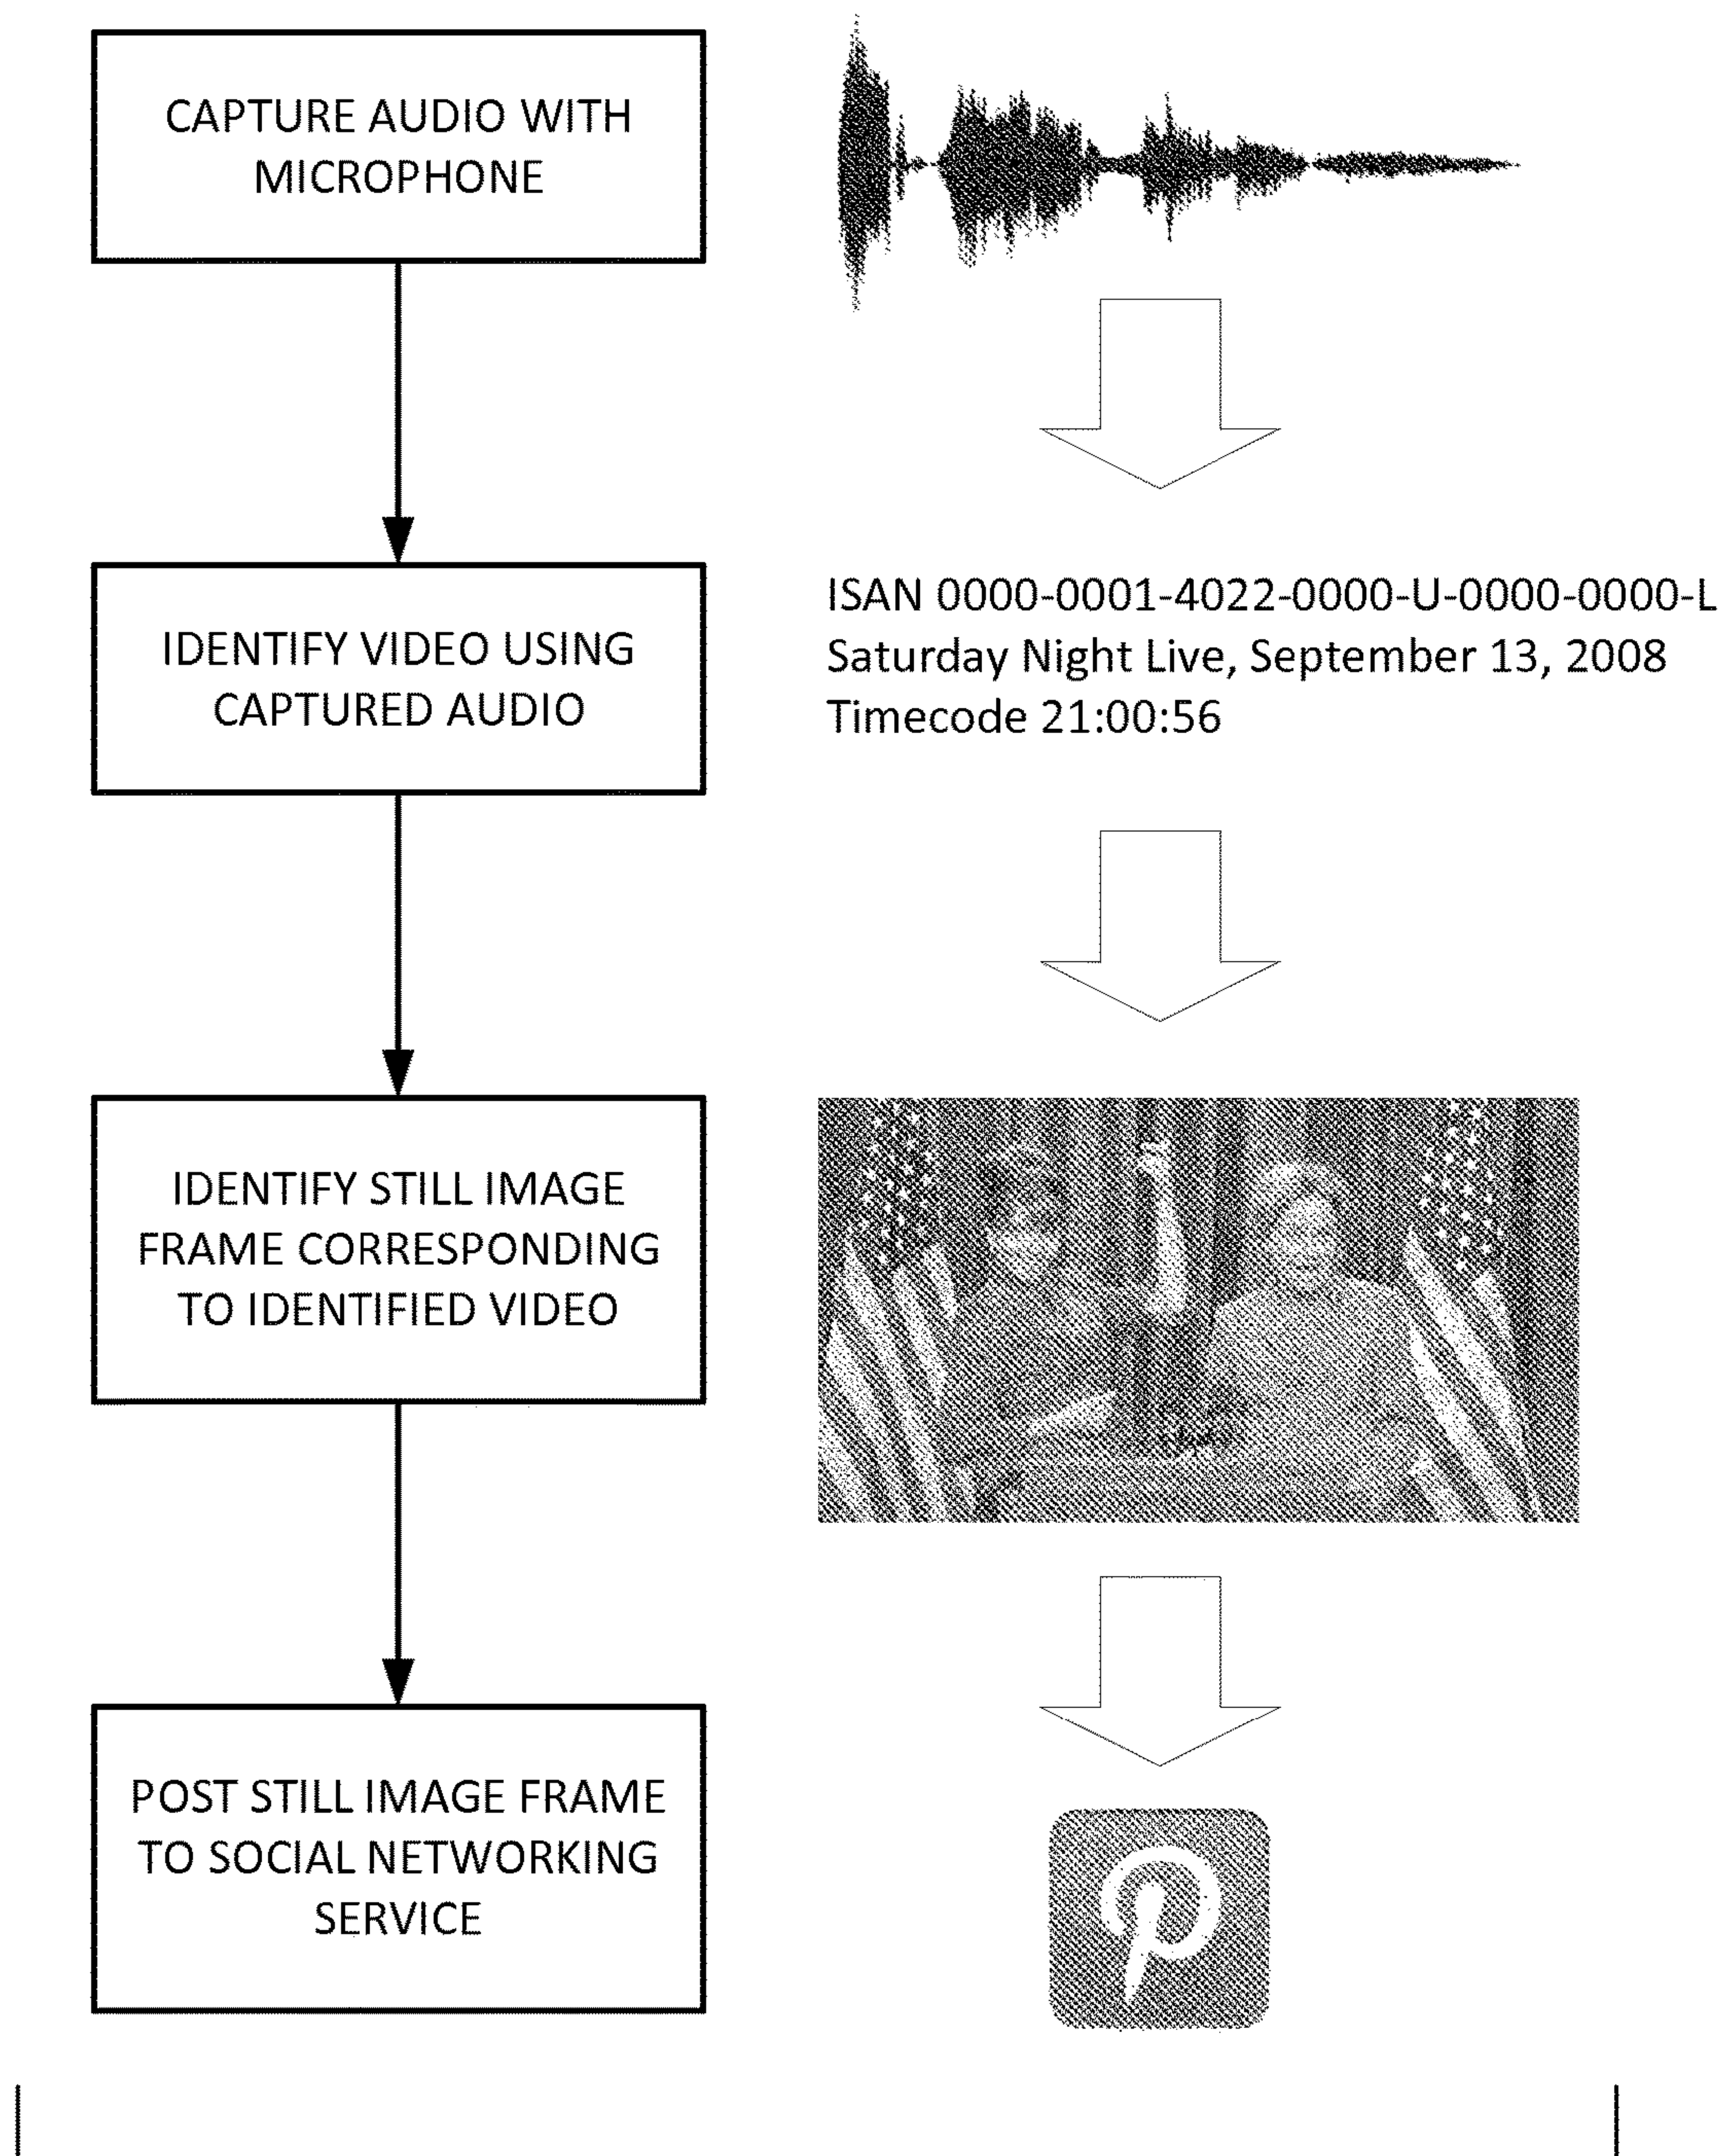 CAPTURE AUDIO WITH
MICROPHONE
IDENTIFY VIDEO USING
CAPTURED AUDIO
ISAN 0000-0001-4022-0000-U-0000-0000-L
Saturday Night Live, September 13, 2008
Timecode 21:00:56
IDENTIFY STILL IMAGE
FRAME CORRESPONDING
TO IDENTIFIED VIDEO
POST STILL IMAGE FRAME
TO SOCIAL NETWORKING
SERVICE